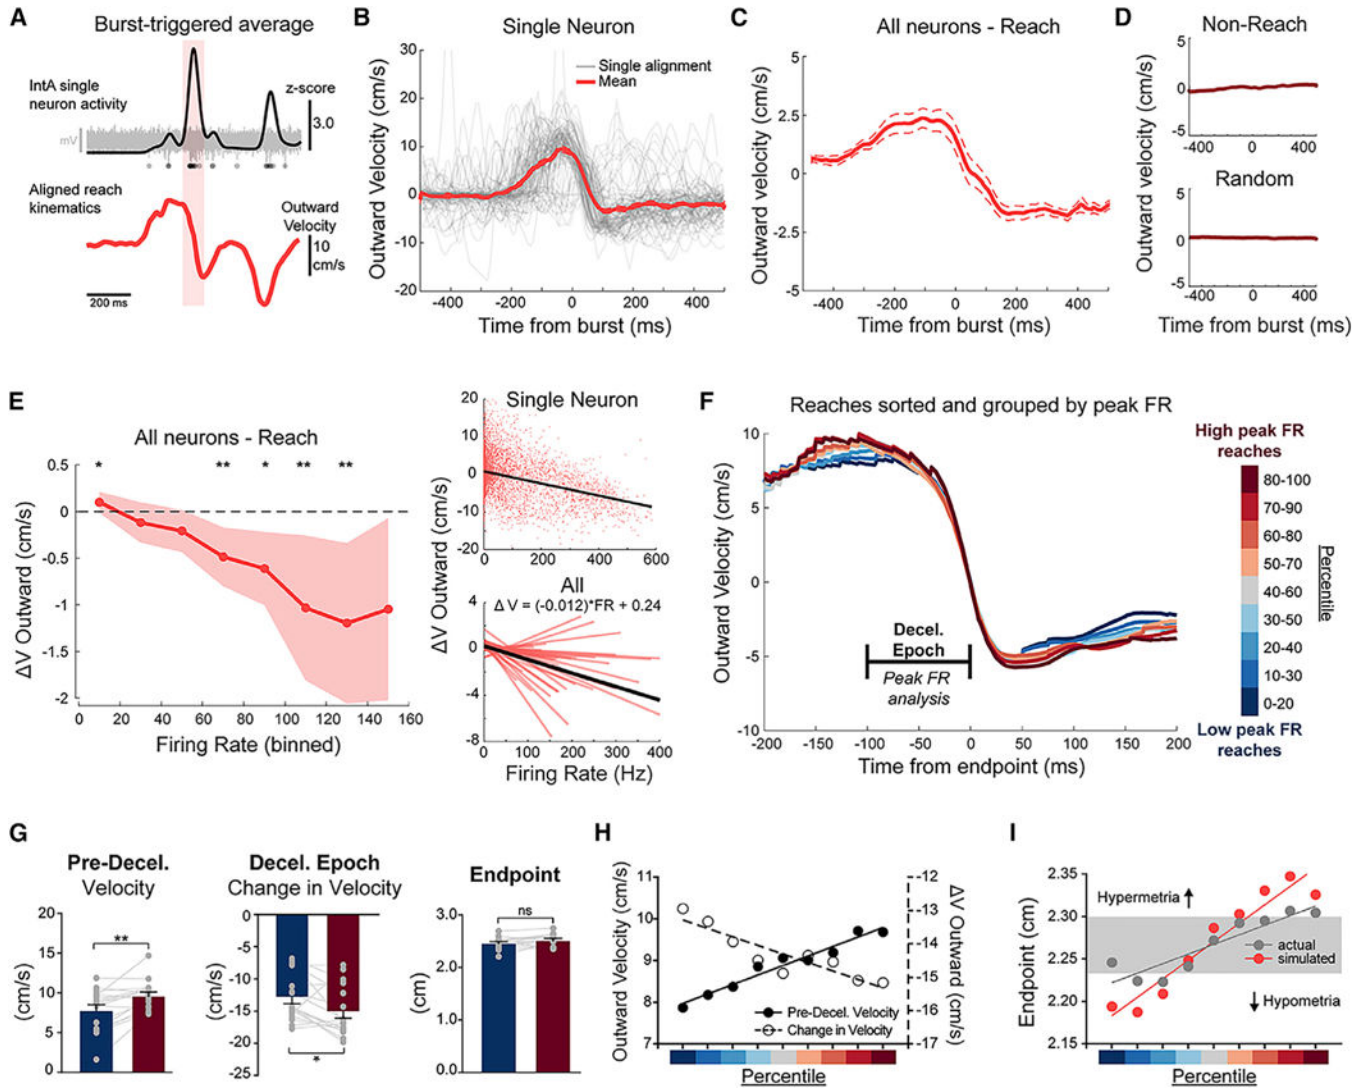 A
Burst-triggered average
IntA single
neuron activity
z-score
3.0
mV
Aligned reach
kinematics
Outward
Velocity
10
cm/s
200 ms
B
Single Neuron
Outward Velocity (cm/s)
30
20
10
0
-10
-20
Single alignment
Mean
-400 -200 0 200 400
Time from burst (ms)
C
All neurons - Reach
Outward velocity (cm/s)
5
2.5
0
-2.5
-5
-400 -200 0 200 400
Time from burst (ms)
D
Non-Reach
5
0
-5
-400 0 400
Random
5
0
5
-400 0 400
Outward velocity (cm/s)
Time from burst (ms)
E
All neurons - Reach
* ** * ** **
ΔV Outward (cm/s)
0.5
0
-0.5
-1
-1.5
-2
0 20 40 60 80 100 120 140 160
Firing Rate (binned)
Single Neuron
20
10
0
-10
-20
0 200 400 600
ΔV Outward (cm/s)
All
Δ V = (-0.012)*FR + 0.24
4
0
-4
-8
0 100 200 300 400
Firing Rate (Hz)
F
Reaches sorted and grouped by peak FR
Outward Velocity (cm/s)
10
5
0
-5
-10
Decel.
Epoch
Peak FR
analysis
-200 -150 -100 -50 0 50 100 150 200
Time from endpoint (ms)
High peak FR
reaches
80-100
70-90
60-80
50-70
40-60
30-50
20-40
10-30
0-20
Percentile
Low peak FR
reaches
G
Pre-Decel.
Velocity
(cm/s)
20
15
10
5
0
**
Decel. Epoch
Change in Velocity
(cm/s)
0
-5
-10
-15
-20
-25
*
Endpoint
(cm)
3.0
2.0
1.0
0.0
ns
H
Outward Velocity (cm/s)
11
10
9
8
7
Pre-Decel. Velocity
Change in Velocity
-12
-13
-14
-15
-16
-17
ΔV Outward (cm/s)
Percentile
I
Endpoint (cm)
2.35
2.30
2.25
2.20
2.15
Hypermetria
actual
simulated
Hypometria
Percentile